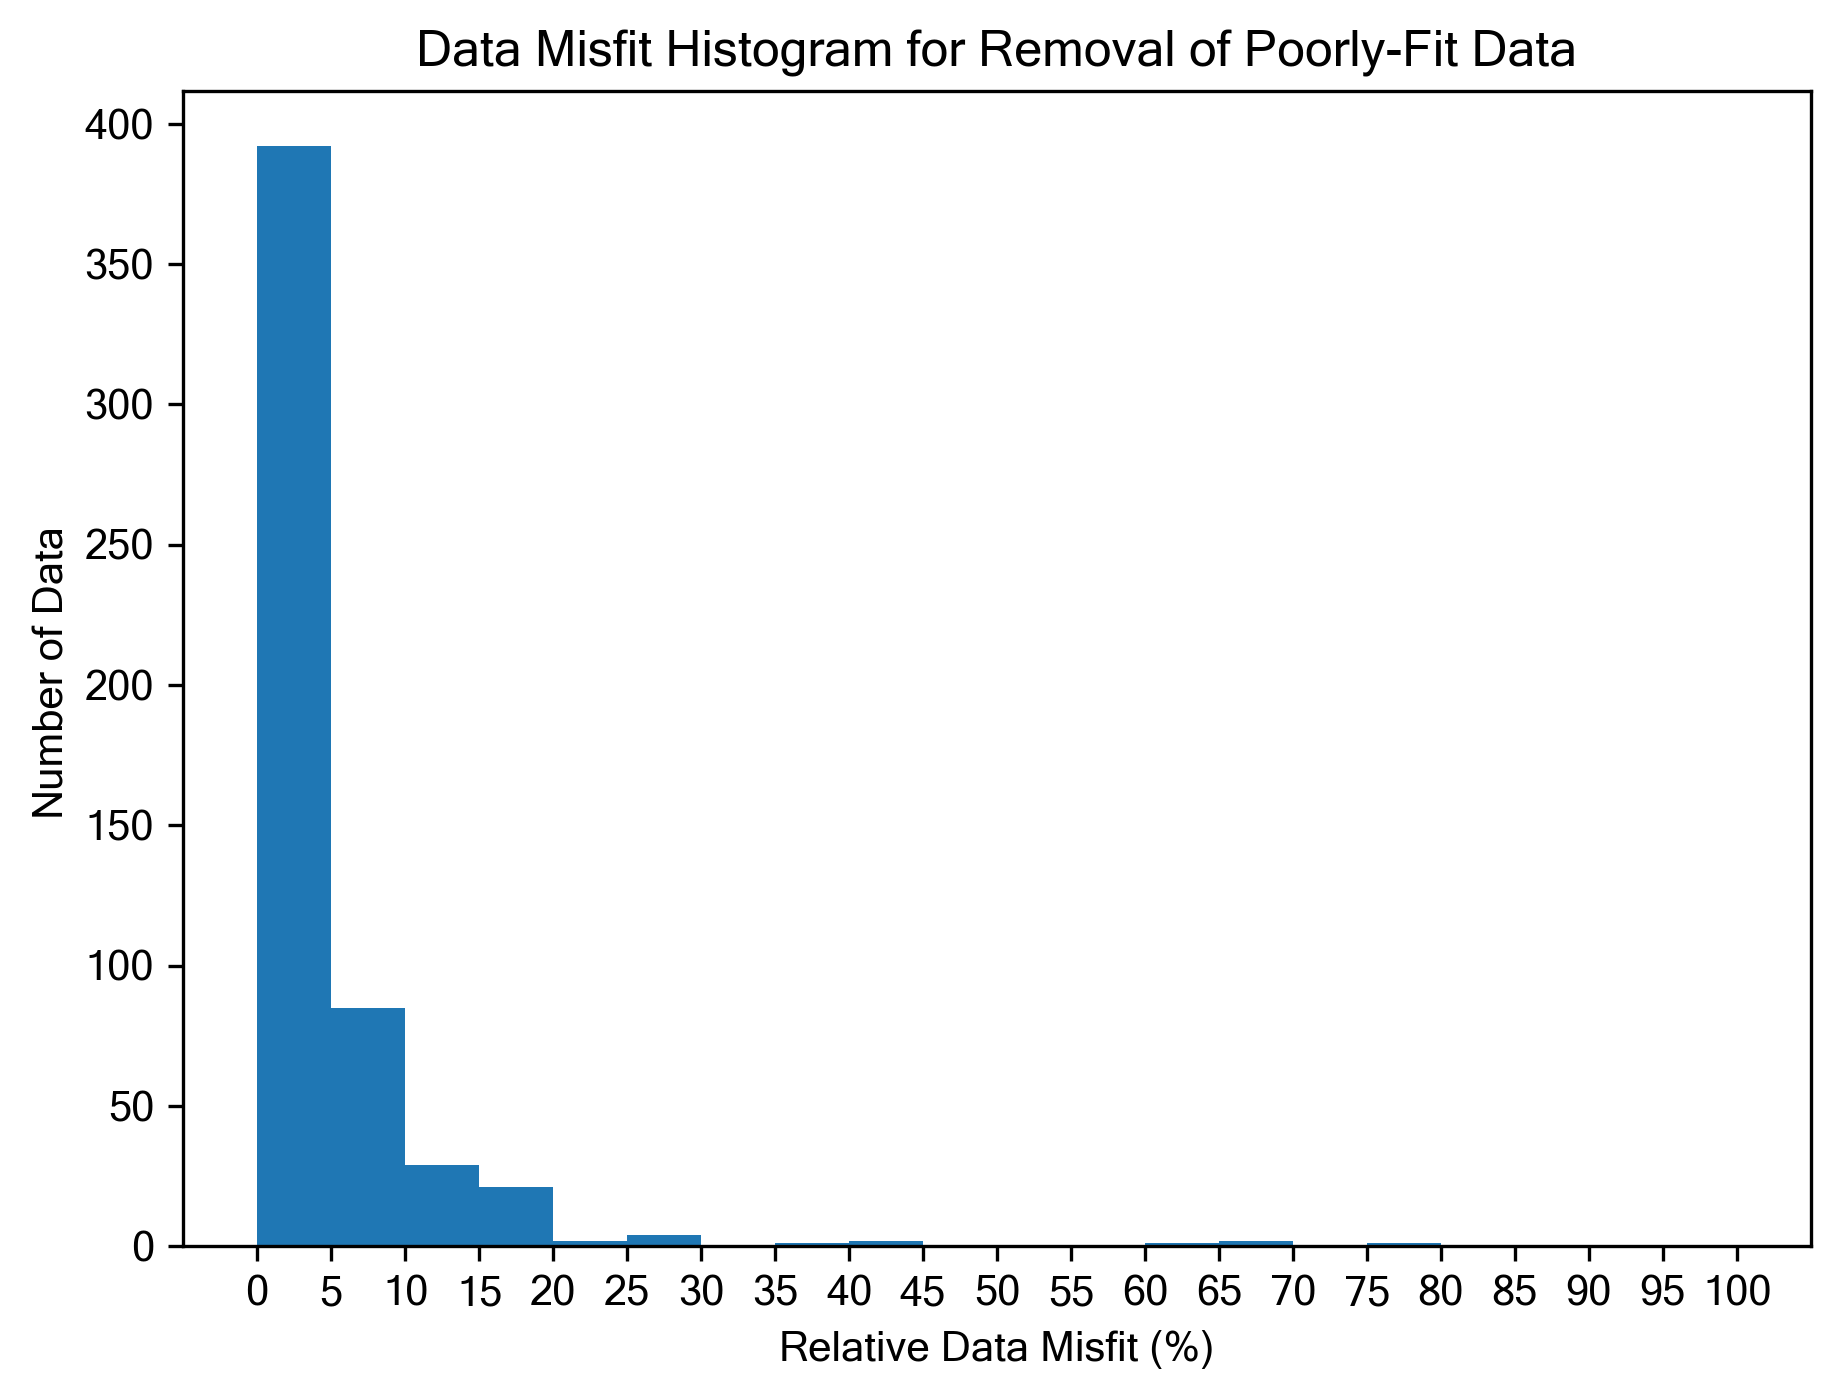 Data Misfit Histogram for Removal of Poorly-Fit Data
400
350
300
250
200
150
100
50
0
Number of Data
0 5 10 15 20 25 30 35 40 45 50 55 60 65 70 75 80 85 90 95 100
Relative Data Misfit (%)